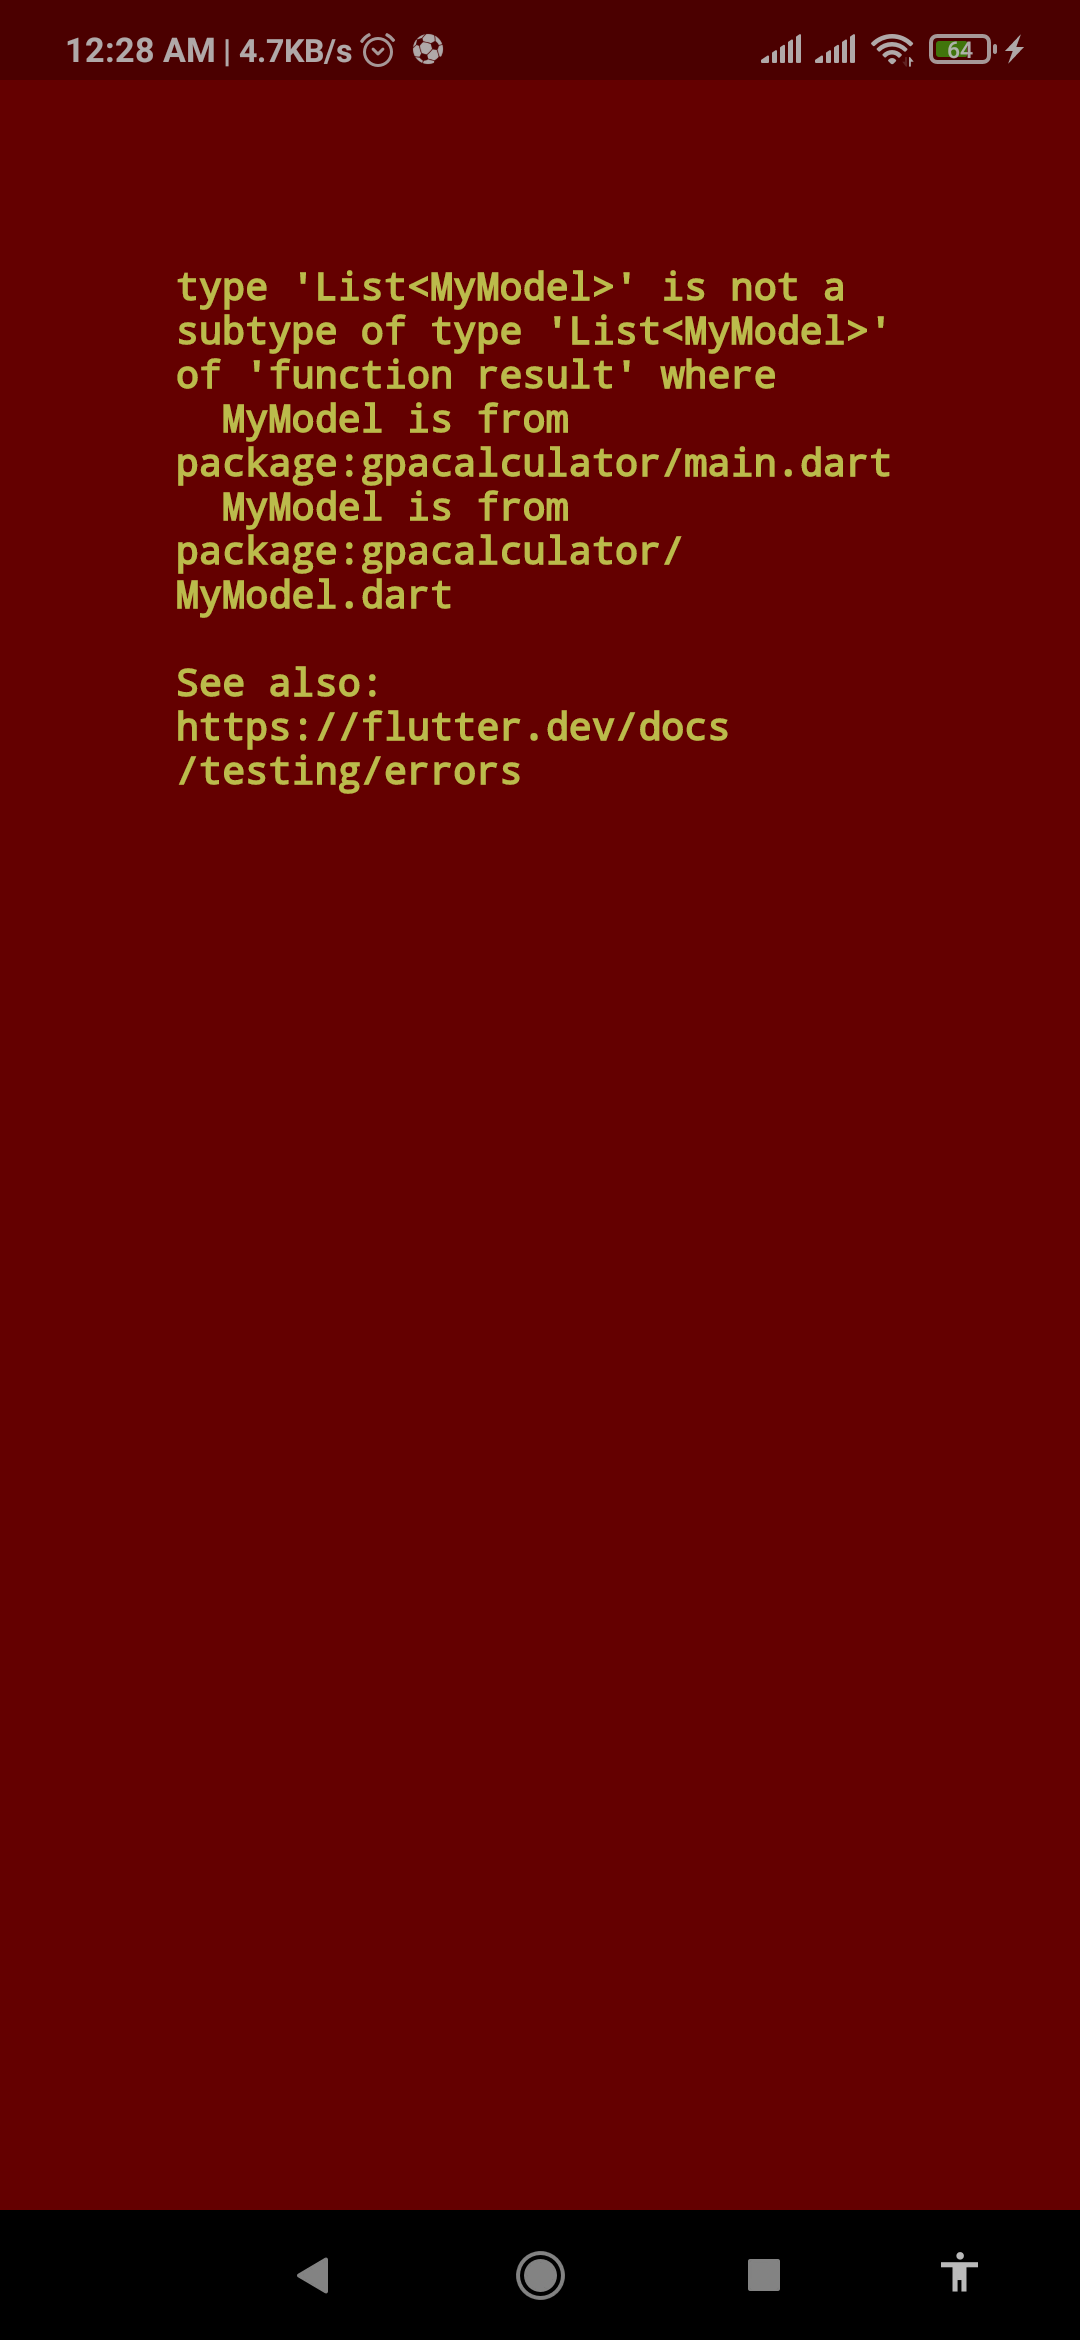 12:28 AM | 4.7KB/s 64
type 'List<MyModel>' is not a
subtype of type 'List<MyModel>'
of 'function result' where
  MyModel is from
package:gpacalculator/main.dart
  MyModel is from
package:gpacalculator/
MyModel.dart

See also:
https://flutter.dev/docs
/testing/errors